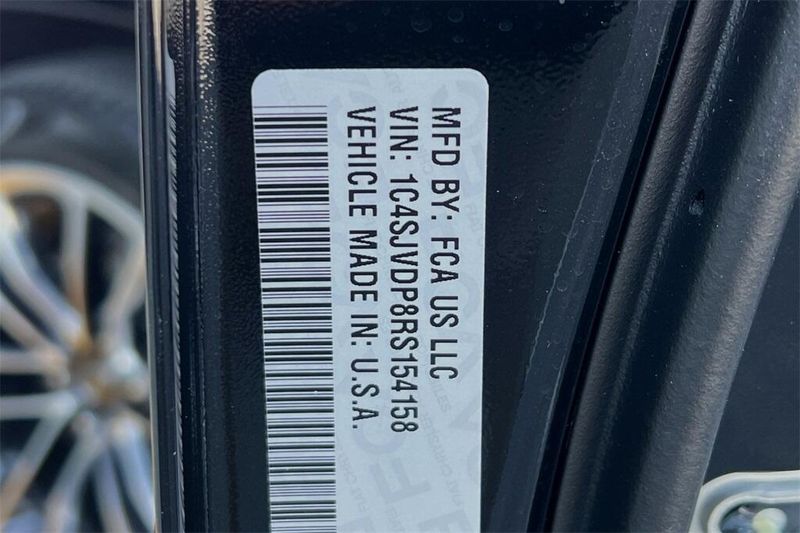 MFD BY: FCA US LLC
VIN: 1C4SJVDP8RS154158
VEHICLE MADE IN: U.S.A.